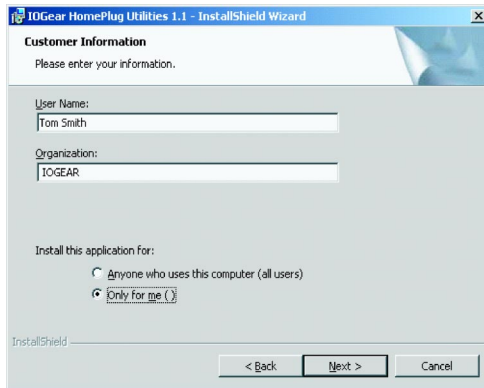 IOGear HomePlug Utilities 1.1 - InstallShield Wizard
Customer Information
Please enter your information.
User Name:
Tom Smith
Organization:
IOGEAR
Install this application for:
Anyone who uses this computer (all users)
Only for me ( )
InstallShield
< Back
Next >
Cancel